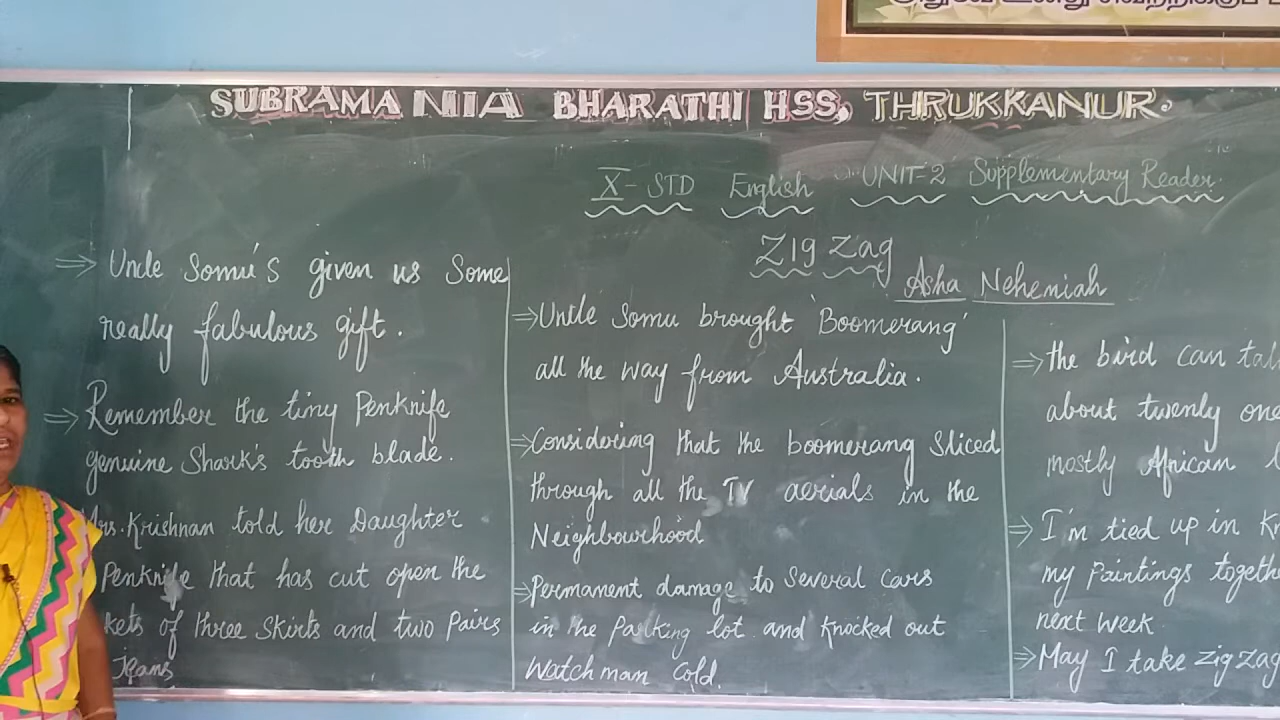 SUBRAMANIA BHARATHI HSS, THRUKKANUR.
X - STD English UNIT-2 Supplementary Reader.
Zig Zag
Asha Nehemiah
⇒ Uncle Somu's given us Some
really fabulous gift.
⇒ Remember the tiny Penknife
genuine Shark's tooth blade.
Mrs. Krishnan told her Daughter
Penknife that has cut open the
kets of three Skirts and two Pairs
Jeans
⇒ Uncle Somu brought 'Boomerang'
all the way from Australia.
⇒ Considering that the boomerang Sliced
through all the TV aerials in the
Neighbourhood
⇒ Permanent damage to Several Cars
in the Parking lot and Knocked out
Watchman Cold.
⇒ the bird can tal
about twenty one
mostly African
⇒ I'm tied up in
my Paintings togeth
next week
⇒ May I take zigzag